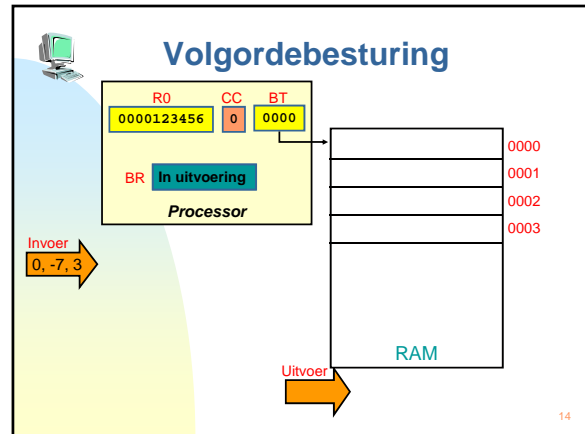 Volgordebesturing
R0 CC BT
0000123456 0 0000
BR In uitvoering
Processor
0000
0001
0002
0003
Invoer
0, -7, 3
RAM
Uitvoer
14